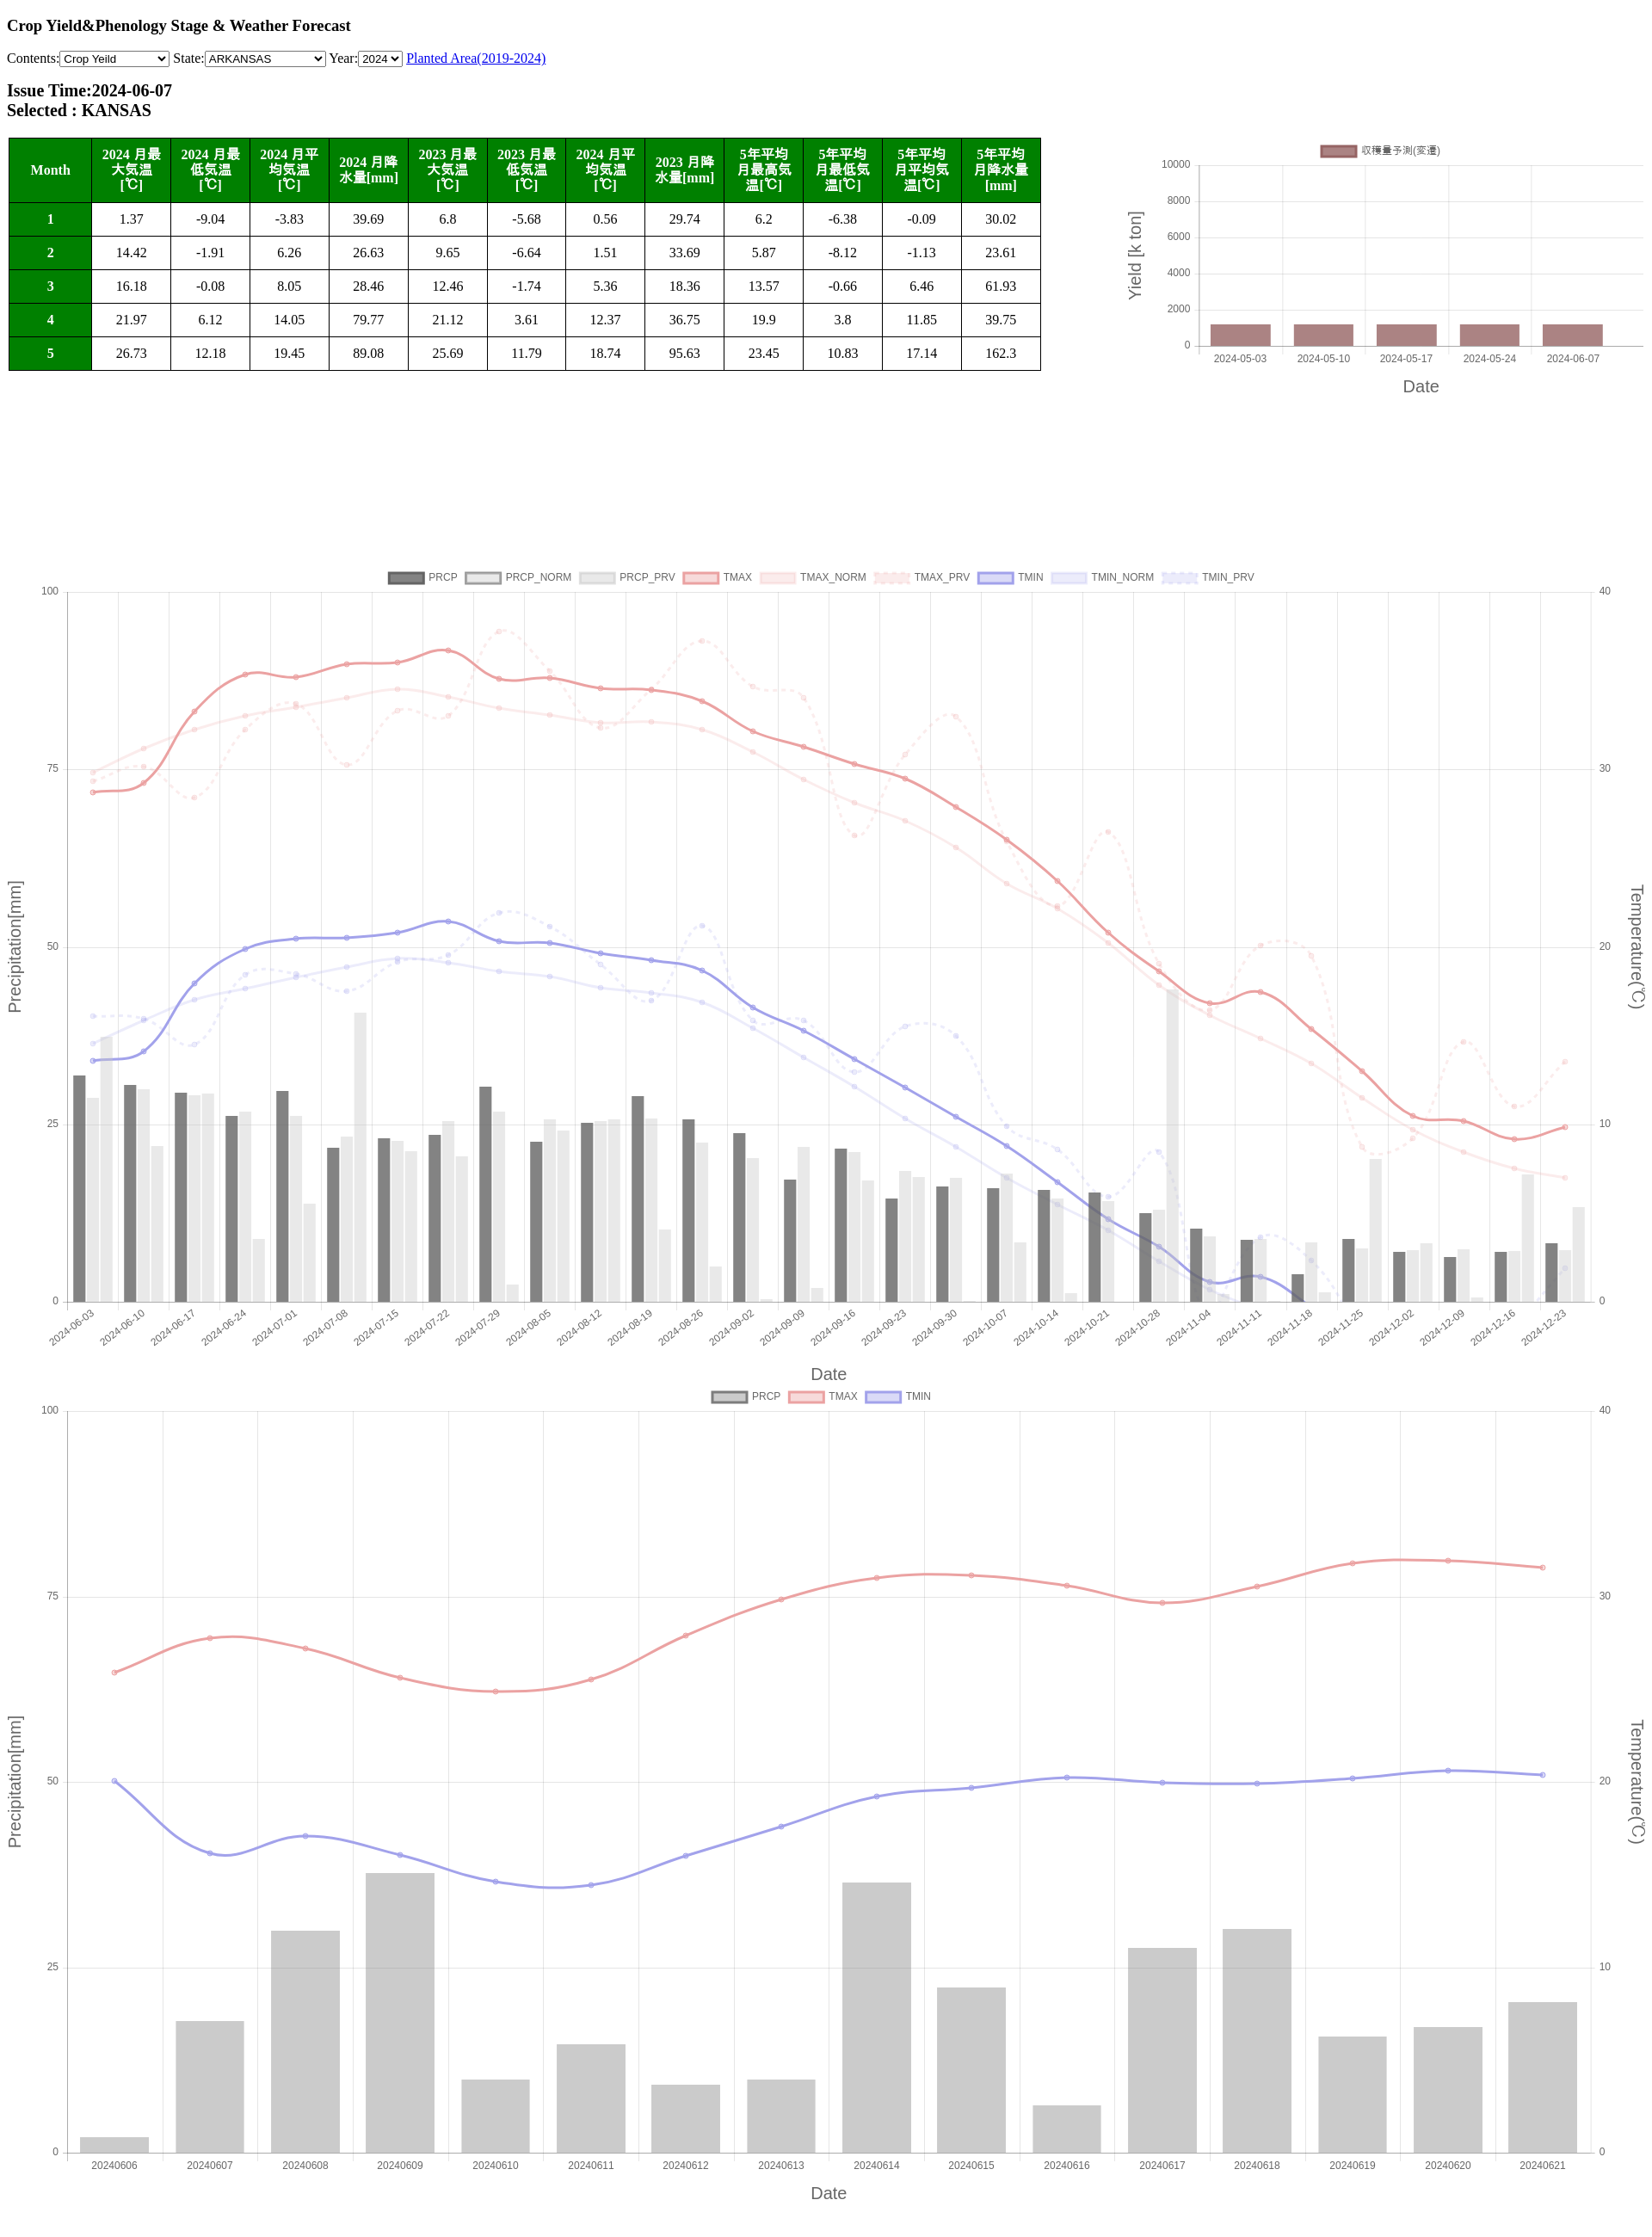 Crop Yield&Phenology Stage & Weather Forecast
Contents: Crop Yeild State: ARKANSAS Year: 2024 Planted Area(2019-2024)
Issue Time:2024-06-07
Selected : KANSAS
Month 2024 月最大気温[℃] 2024 月最低気温[℃] 2024 月平均気温[℃] 2024 月降水量[mm] 2023 月最大気温[℃] 2023 月最低気温[℃] 2024 月平均気温[℃] 2023 月降水量[mm] 5年平均月最高気温[℃] 5年平均月最低気温[℃] 5年平均月平均気温[℃] 5年平均月降水量[mm]
1 1.37 -9.04 -3.83 39.69 6.8 -5.68 0.56 29.74 6.2 -6.38 -0.09 30.02
2 14.42 -1.91 6.26 26.63 9.65 -6.64 1.51 33.69 5.87 -8.12 -1.13 23.61
3 16.18 -0.08 8.05 28.46 12.46 -1.74 5.36 18.36 13.57 -0.66 6.46 61.93
4 21.97 6.12 14.05 79.77 21.12 3.61 12.37 36.75 19.9 3.8 11.85 39.75
5 26.73 12.18 19.45 89.08 25.69 11.79 18.74 95.63 23.45 10.83 17.14 162.3
収穫量予測(変遷)
Yield [k ton]
10000
8000
6000
4000
2000
0
2024-05-03 2024-05-10 2024-05-17 2024-05-24 2024-06-07
Date
PRCP PRCP_NORM PRCP_PRV TMAX TMAX_NORM TMAX_PRV TMIN TMIN_NORM TMIN_PRV
Precipitation[mm]
100
75
50
25
0
40
30
20
10
0
Temperature(℃)
2024-06-03 2024-06-10 2024-06-17 2024-06-24 2024-07-01 2024-07-08 2024-07-15 2024-07-22 2024-07-29 2024-08-05 2024-08-12 2024-08-19 2024-08-26 2024-09-02 2024-09-09 2024-09-16 2024-09-23 2024-09-30 2024-10-07 2024-10-14 2024-10-21 2024-10-28 2024-11-04 2024-11-11 2024-11-18 2024-11-25 2024-12-02 2024-12-09 2024-12-16 2024-12-23
Date
PRCP TMAX TMIN
Precipitation[mm]
100
75
50
25
0
40
30
20
10
0
Temperature(℃)
20240606 20240607 20240608 20240609 20240610 20240611 20240612 20240613 20240614 20240615 20240616 20240617 20240618 20240619 20240620 20240621
Date